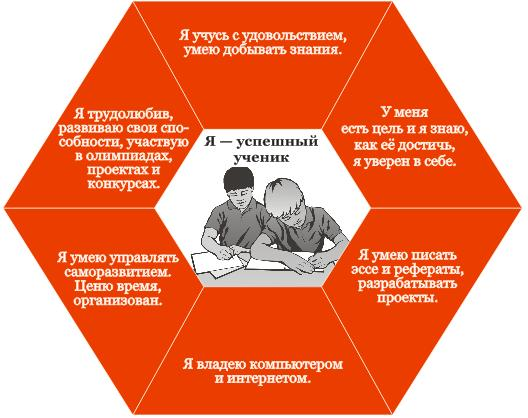 Я учусь с удовольствием,
умею добывать знания.
Я трудолюбив,
развиваю свои спо-
собности, участвую
в олимпиадах,
проектах и
конкурсах.
У меня
есть цель и я знаю,
как её достичь,
я уверен в себе.
Я — успешный
ученик
Я умею управлять
саморазвитием.
Ценю время,
организован.
Я умею писать
эссе и рефераты,
разрабатывать
проекты.
Я владею компьютером
и интернетом.